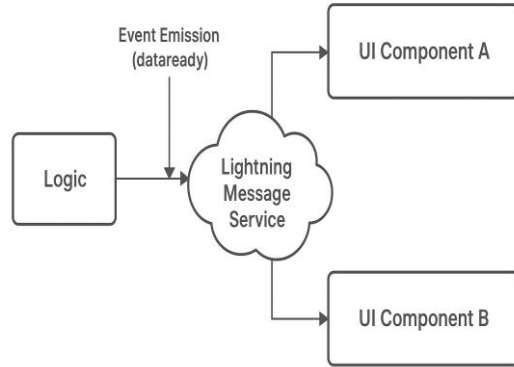 Event Emission
(dataready)
UI Component A
Logic
Lightning
Message
Service
UI Component B